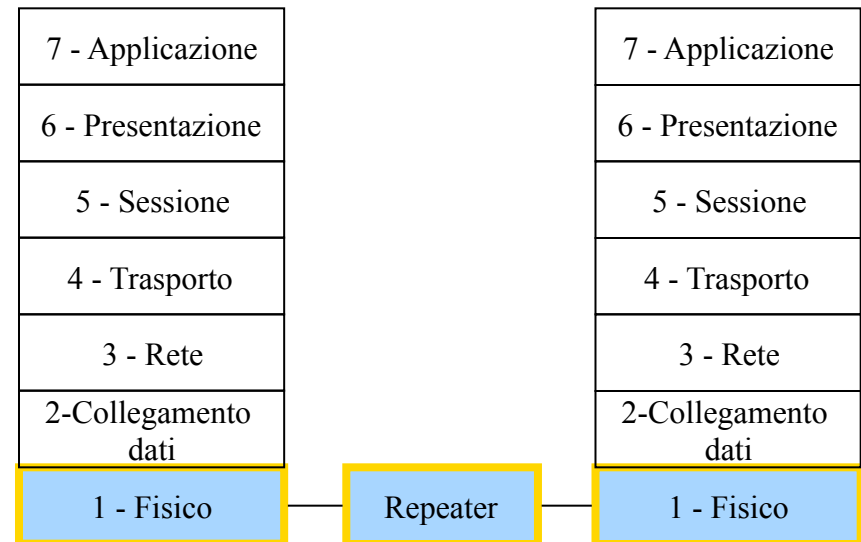 7 - Applicazione
6 - Presentazione
5 - Sessione
4 - Trasporto
3 - Rete
2-Collegamento
dati
1 - Fisico
Repeater
7 - Applicazione
6 - Presentazione
5 - Sessione
4 - Trasporto
3 - Rete
2-Collegamento
dati
1 - Fisico